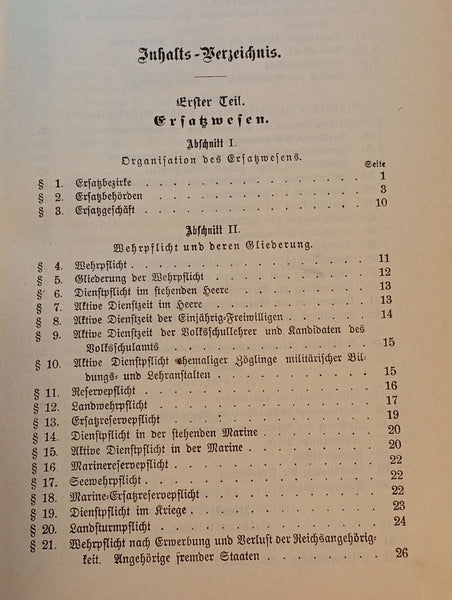 Inhalts-Verzeichnis.
Erster Teil.
Ersatzwesen.
Abschnitt I.
Organisation des Ersatzwesens.
Seite
§ 1. Ersatzbezirke . . . . . . . . . . . . 1
§ 2. Ersatzbehörden . . . . . . . . . . . . 3
§ 3. Ersatzgeschäft . . . . . . . . . . . . 10
Abschnitt II.
Wehrpflicht und deren Gliederung.
§ 4. Wehrpflicht . . . . . . . . . . . . 11
§ 5. Gliederung der Wehrpflicht . . . . . . . . . 12
§ 6. Dienstpflicht im stehenden Heere . . . . . . . 13
§ 7. Aktive Dienstzeit im Heere . . . . . . . . . 13
§ 8. Aktive Dienstzeit der Einjährig-Freiwilligen . . . . 14
§ 9. Aktive Dienstzeit der Volksschullehrer und Kandidaten des
Volksschulamts . . . . . . . . . . . . 15
§ 10. Aktive Dienstpflicht ehemaliger Zöglinge militärischer Bil-
dungs- und Lehranstalten . . . . . . . . . 15
§ 11. Reservepflicht . . . . . . . . . . . . 16
§ 12. Landwehrpflicht . . . . . . . . . . . . 17
§ 13. Ersatzreservepflicht . . . . . . . . . . . 19
§ 14. Dienstpflicht in der stehenden Marine . . . . . . 20
§ 15. Aktive Dienstpflicht in der Marine . . . . . . . 20
§ 16. Marinereservepflicht . . . . . . . . . . . 22
§ 17. Seewehrpflicht . . . . . . . . . . . . 22
§ 18. Marine-Ersatzreservepflicht . . . . . . . . . 22
§ 19. Dienstpflicht im Kriege . . . . . . . . . . 23
§ 20. Landsturmpflicht . . . . . . . . . . . . 24
§ 21. Wehrpflicht nach Erwerbung und Verlust der Reichsangehörig-
keit. Angehörige fremder Staaten . . . . . . . 26